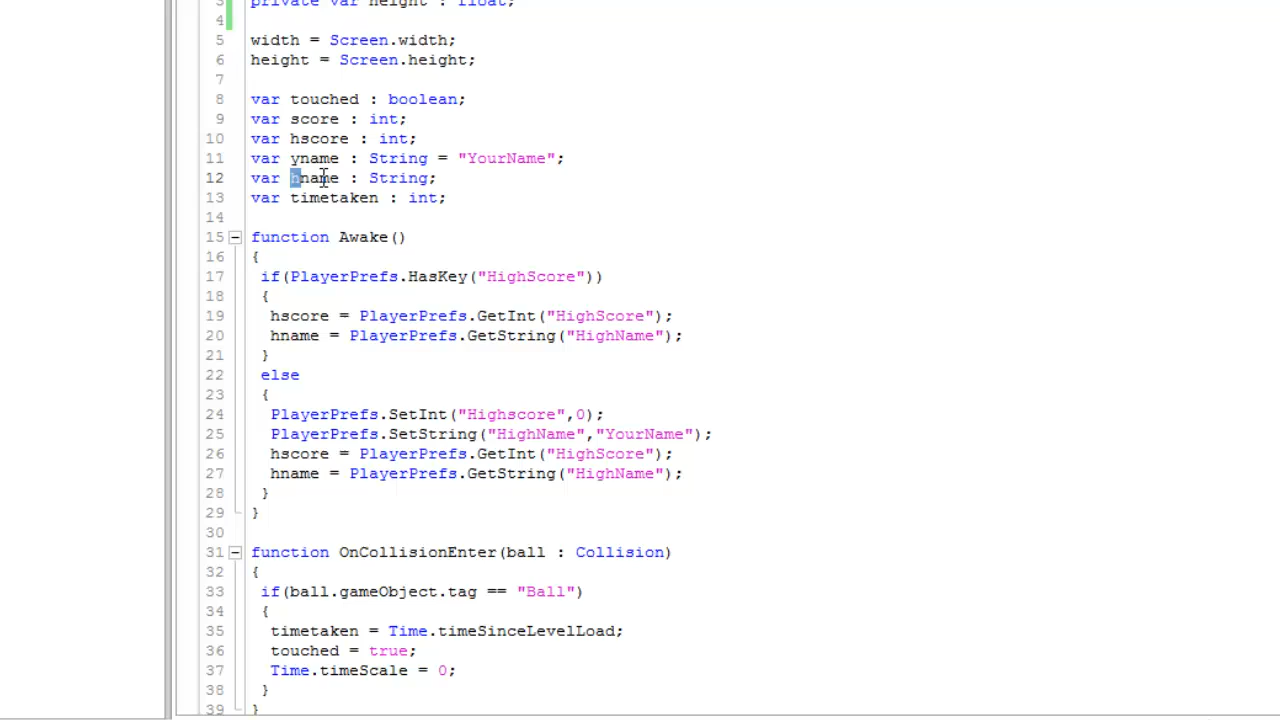 3 private var height : float;
4
5 width = Screen.width;
6 height = Screen.height;
7
8 var touched : boolean;
9 var score : int;
10 var hscore : int;
11 var yname : String = "YourName";
12 var hname : String;
13 var timetaken : int;
14
15 function Awake()
16 {
17 if(PlayerPrefs.HasKey("HighScore"))
18 {
19 hscore = PlayerPrefs.GetInt("HighScore");
20 hname = PlayerPrefs.GetString("HighName");
21 }
22 else
23 {
24 PlayerPrefs.SetInt("Highscore",0);
25 PlayerPrefs.SetString("HighName","YourName");
26 hscore = PlayerPrefs.GetInt("HighScore");
27 hname = PlayerPrefs.GetString("HighName");
28 }
29 }
30
31 function OnCollisionEnter(ball : Collision)
32 {
33 if(ball.gameObject.tag == "Ball")
34 {
35 timetaken = Time.timeSinceLevelLoad;
36 touched = true;
37 Time.timeScale = 0;
38 }
39 }